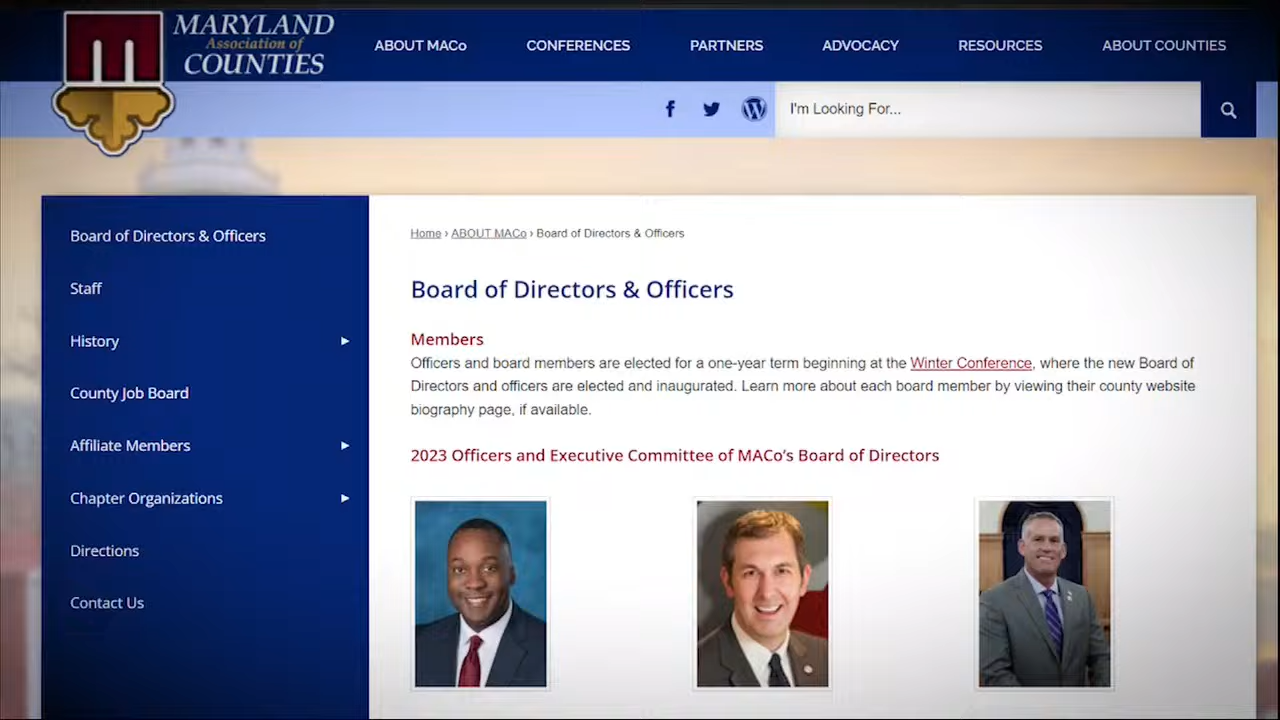 MARYLAND
Association of
COUNTIES
ABOUT MACo
CONFERENCES
PARTNERS
ADVOCACY
RESOURCES
ABOUT COUNTIES
I'm Looking For...
Board of Directors & Officers
Staff
History
County Job Board
Affiliate Members
Chapter Organizations
Directions
Contact Us
Home › ABOUT MACo › Board of Directors & Officers
Board of Directors & Officers
Members
Officers and board members are elected for a one-year term beginning at the Winter Conference, where the new Board of
Directors and officers are elected and inaugurated. Learn more about each board member by viewing their county website
biography page, if available.
2023 Officers and Executive Committee of MACo's Board of Directors